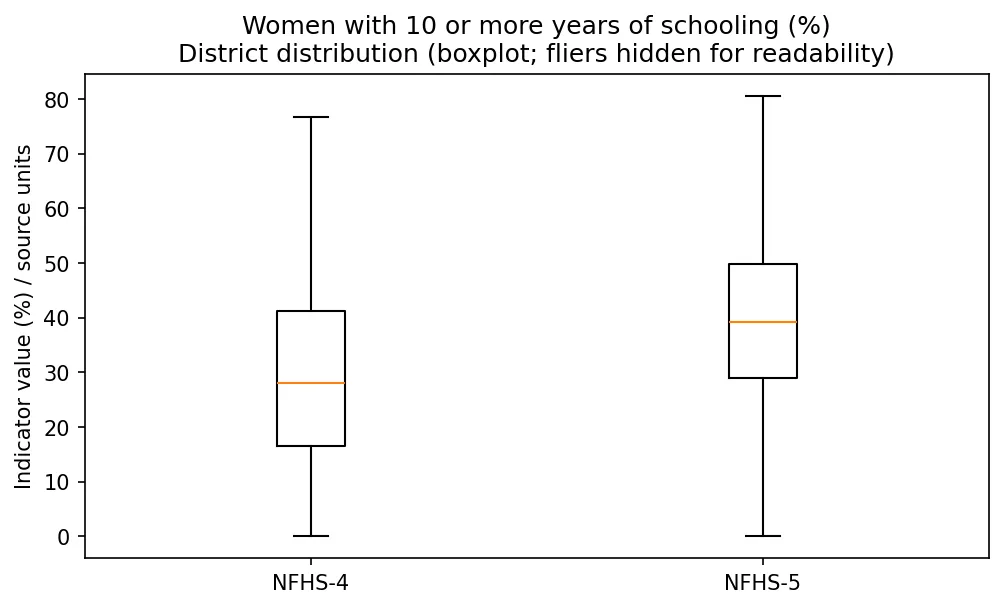 Women with 10 or more years of schooling (%)
District distribution (boxplot; fliers hidden for readability)
Indicator value (%) / source units
80
70
60
50
40
30
20
10
0
NFHS-4
NFHS-5